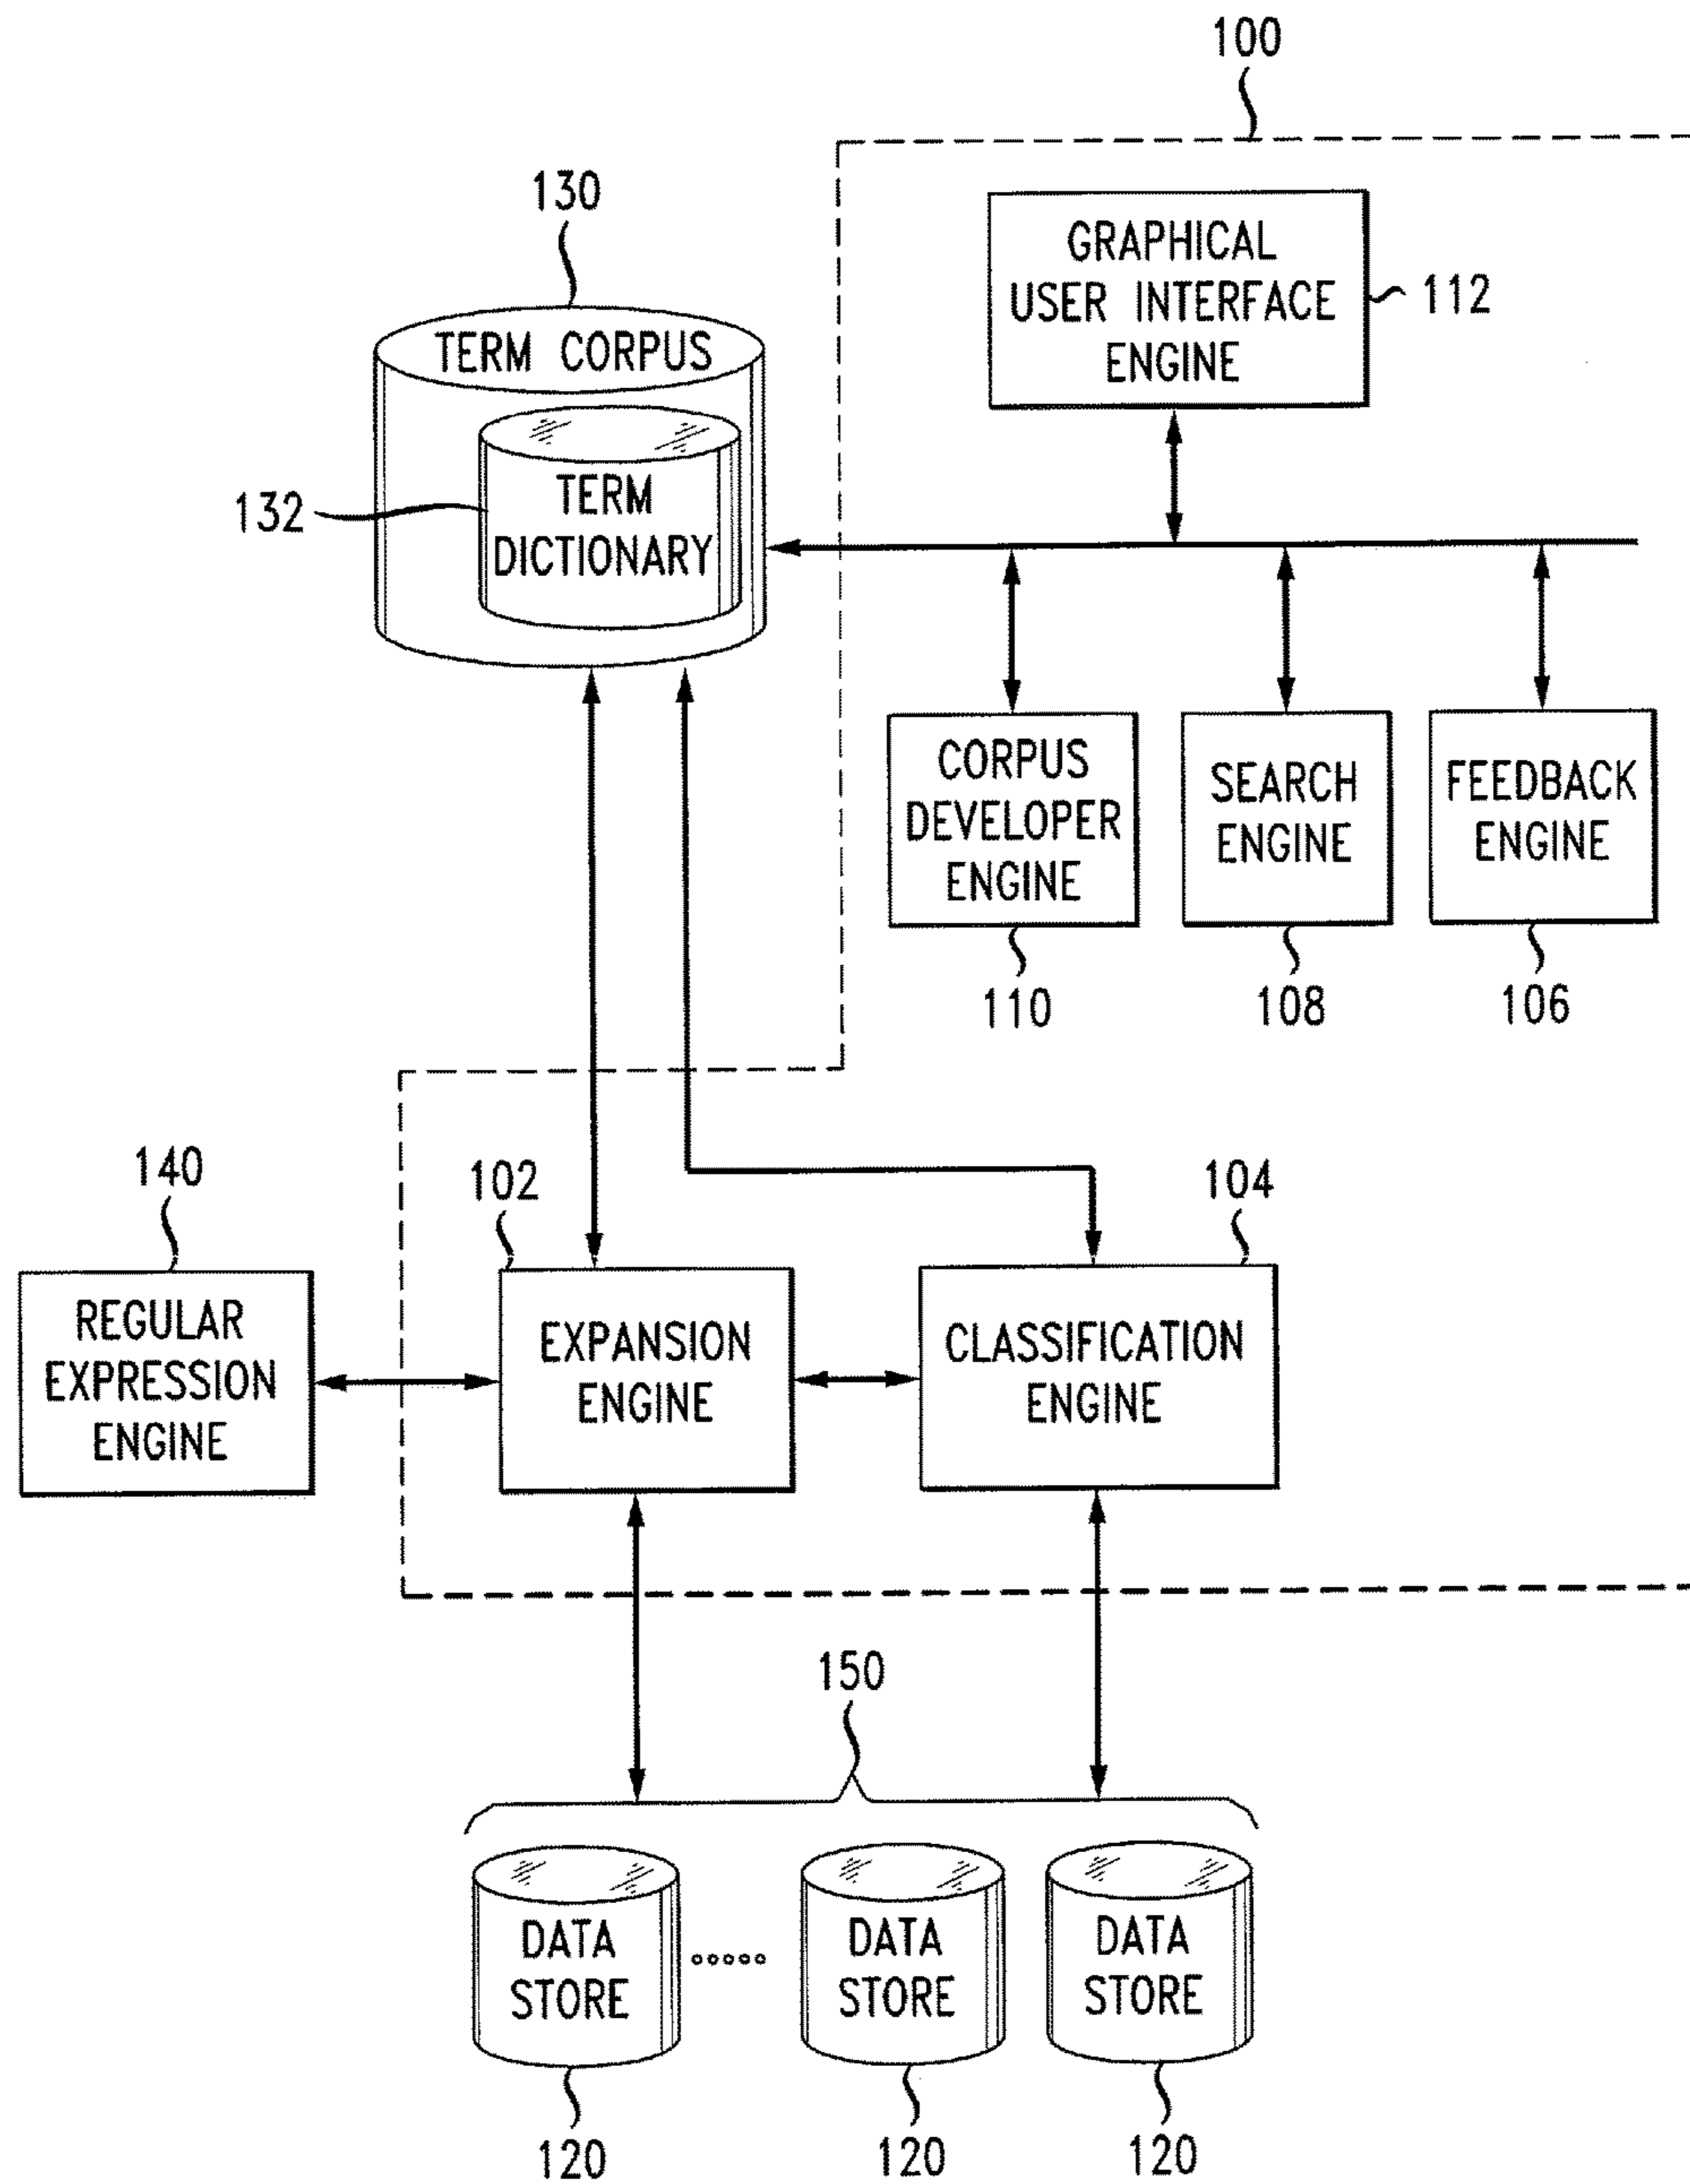 100
130
GRAPHICAL
USER INTERFACE
ENGINE
112
TERM CORPUS
132
TERM
DICTIONARY
CORPUS
DEVELOPER
ENGINE
SEARCH
ENGINE
FEEDBACK
ENGINE
110
108
106
140
102
104
REGULAR
EXPRESSION
ENGINE
EXPANSION
ENGINE
CLASSIFICATION
ENGINE
150
DATA
STORE
DATA
STORE
DATA
STORE
120
120
120